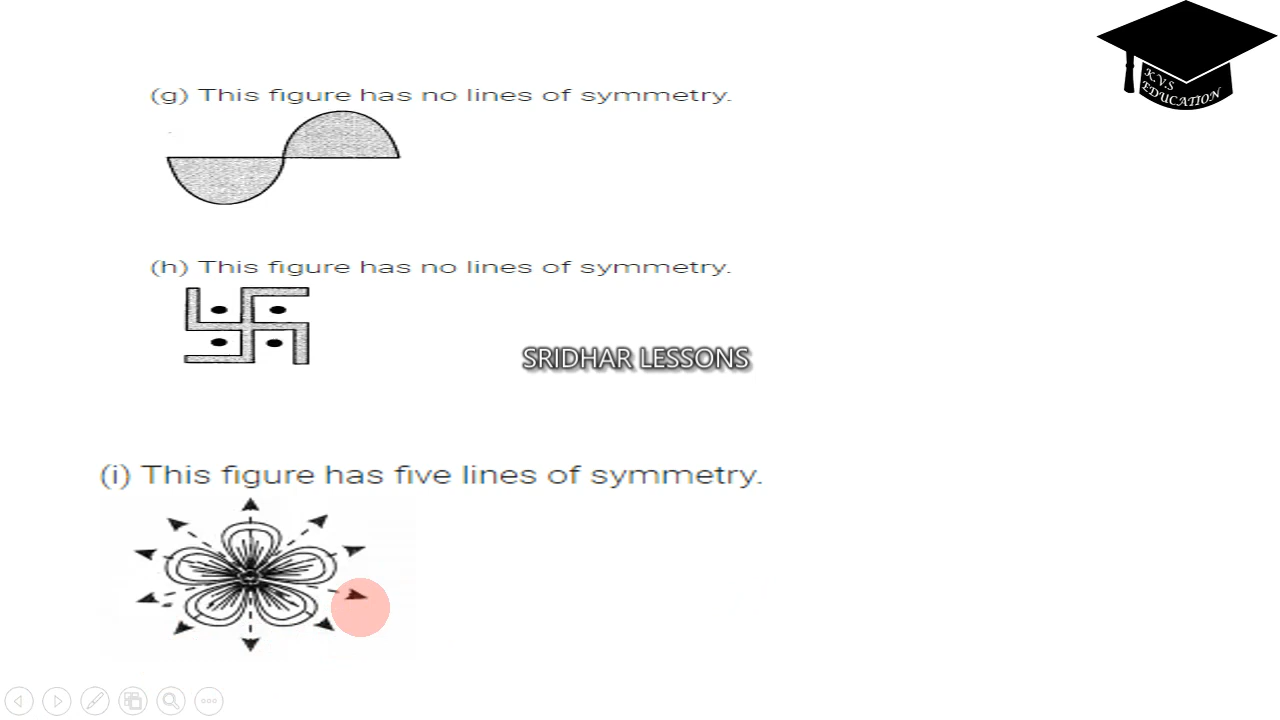 K.V.S
EDUCATION
(g) This figure has no lines of symmetry.
(h) This figure has no lines of symmetry.
SRIDHAR LESSONS
(i) This figure has five lines of symmetry.